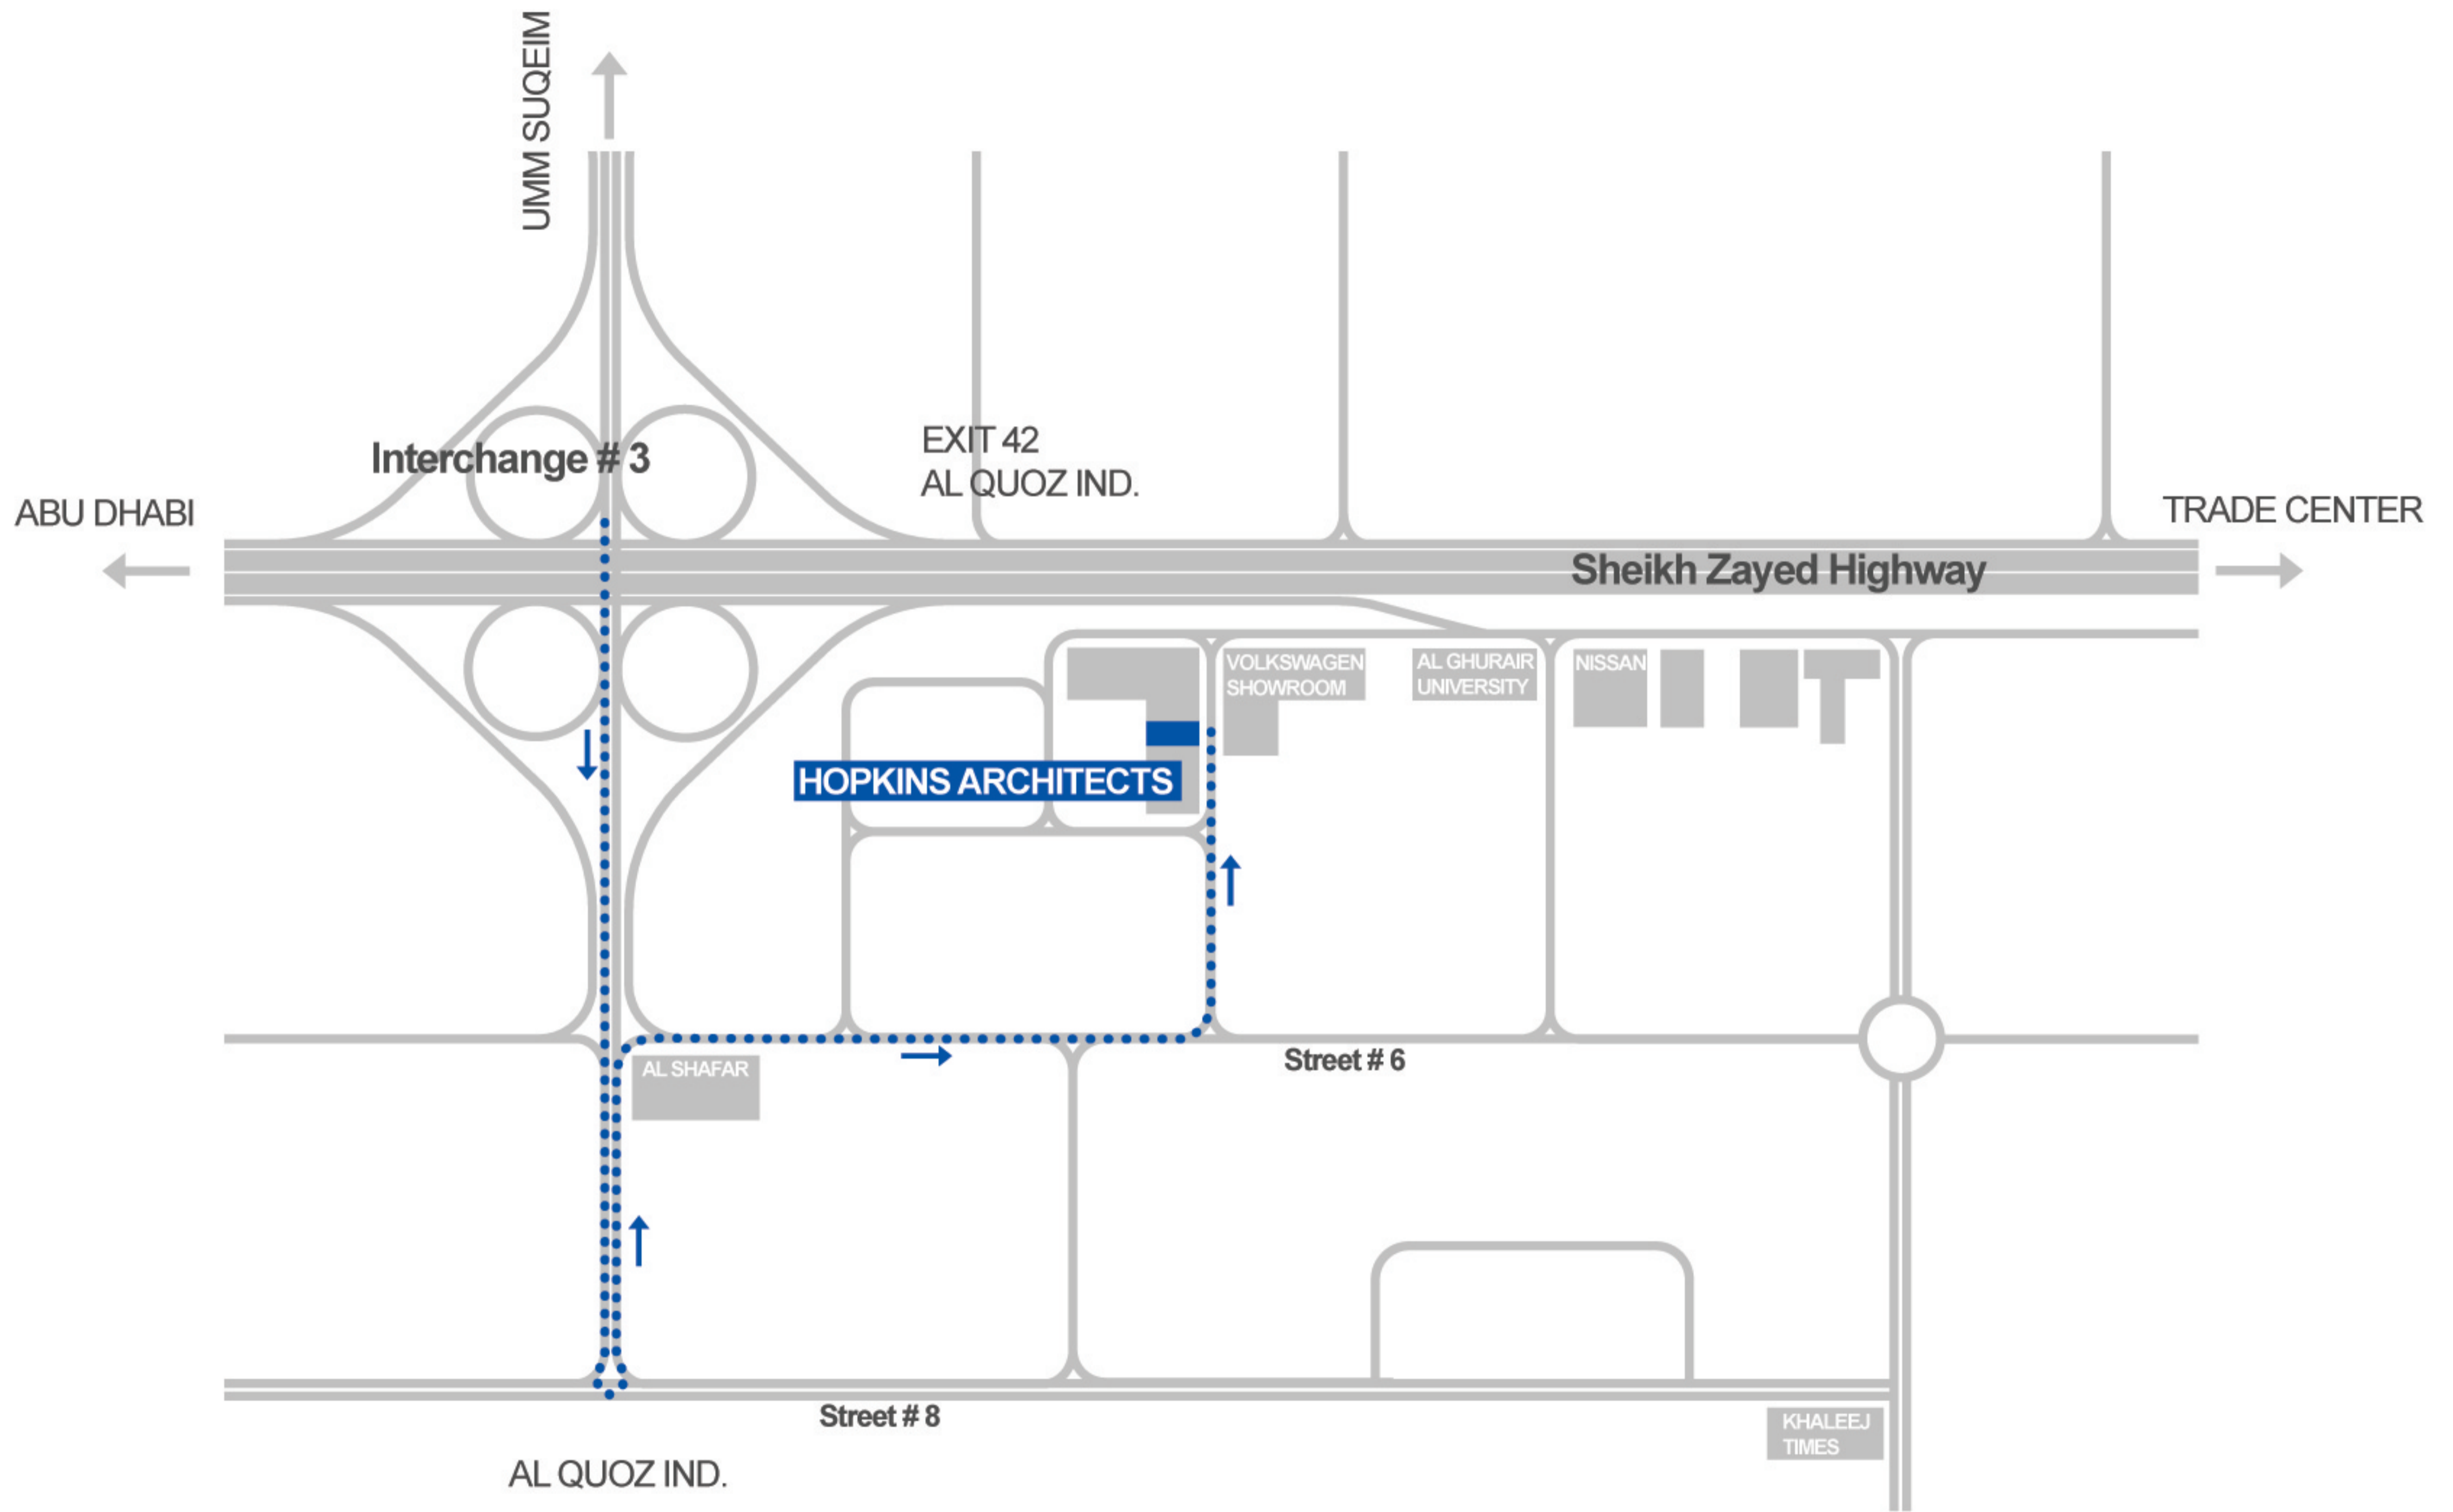 UMM SUQEIM
Interchange # 3
EXIT 42
AL QUOZ IND.
ABU DHABI
TRADE CENTER
Sheikh Zayed Highway
VOLKSWAGEN
SHOWROOM
AL GHURAIR
UNIVERSITY
NISSAN
HOPKINS ARCHITECTS
Street # 6
AL SHAFAR
Street # 8
KHALEEJ
TIMES
AL QUOZ IND.